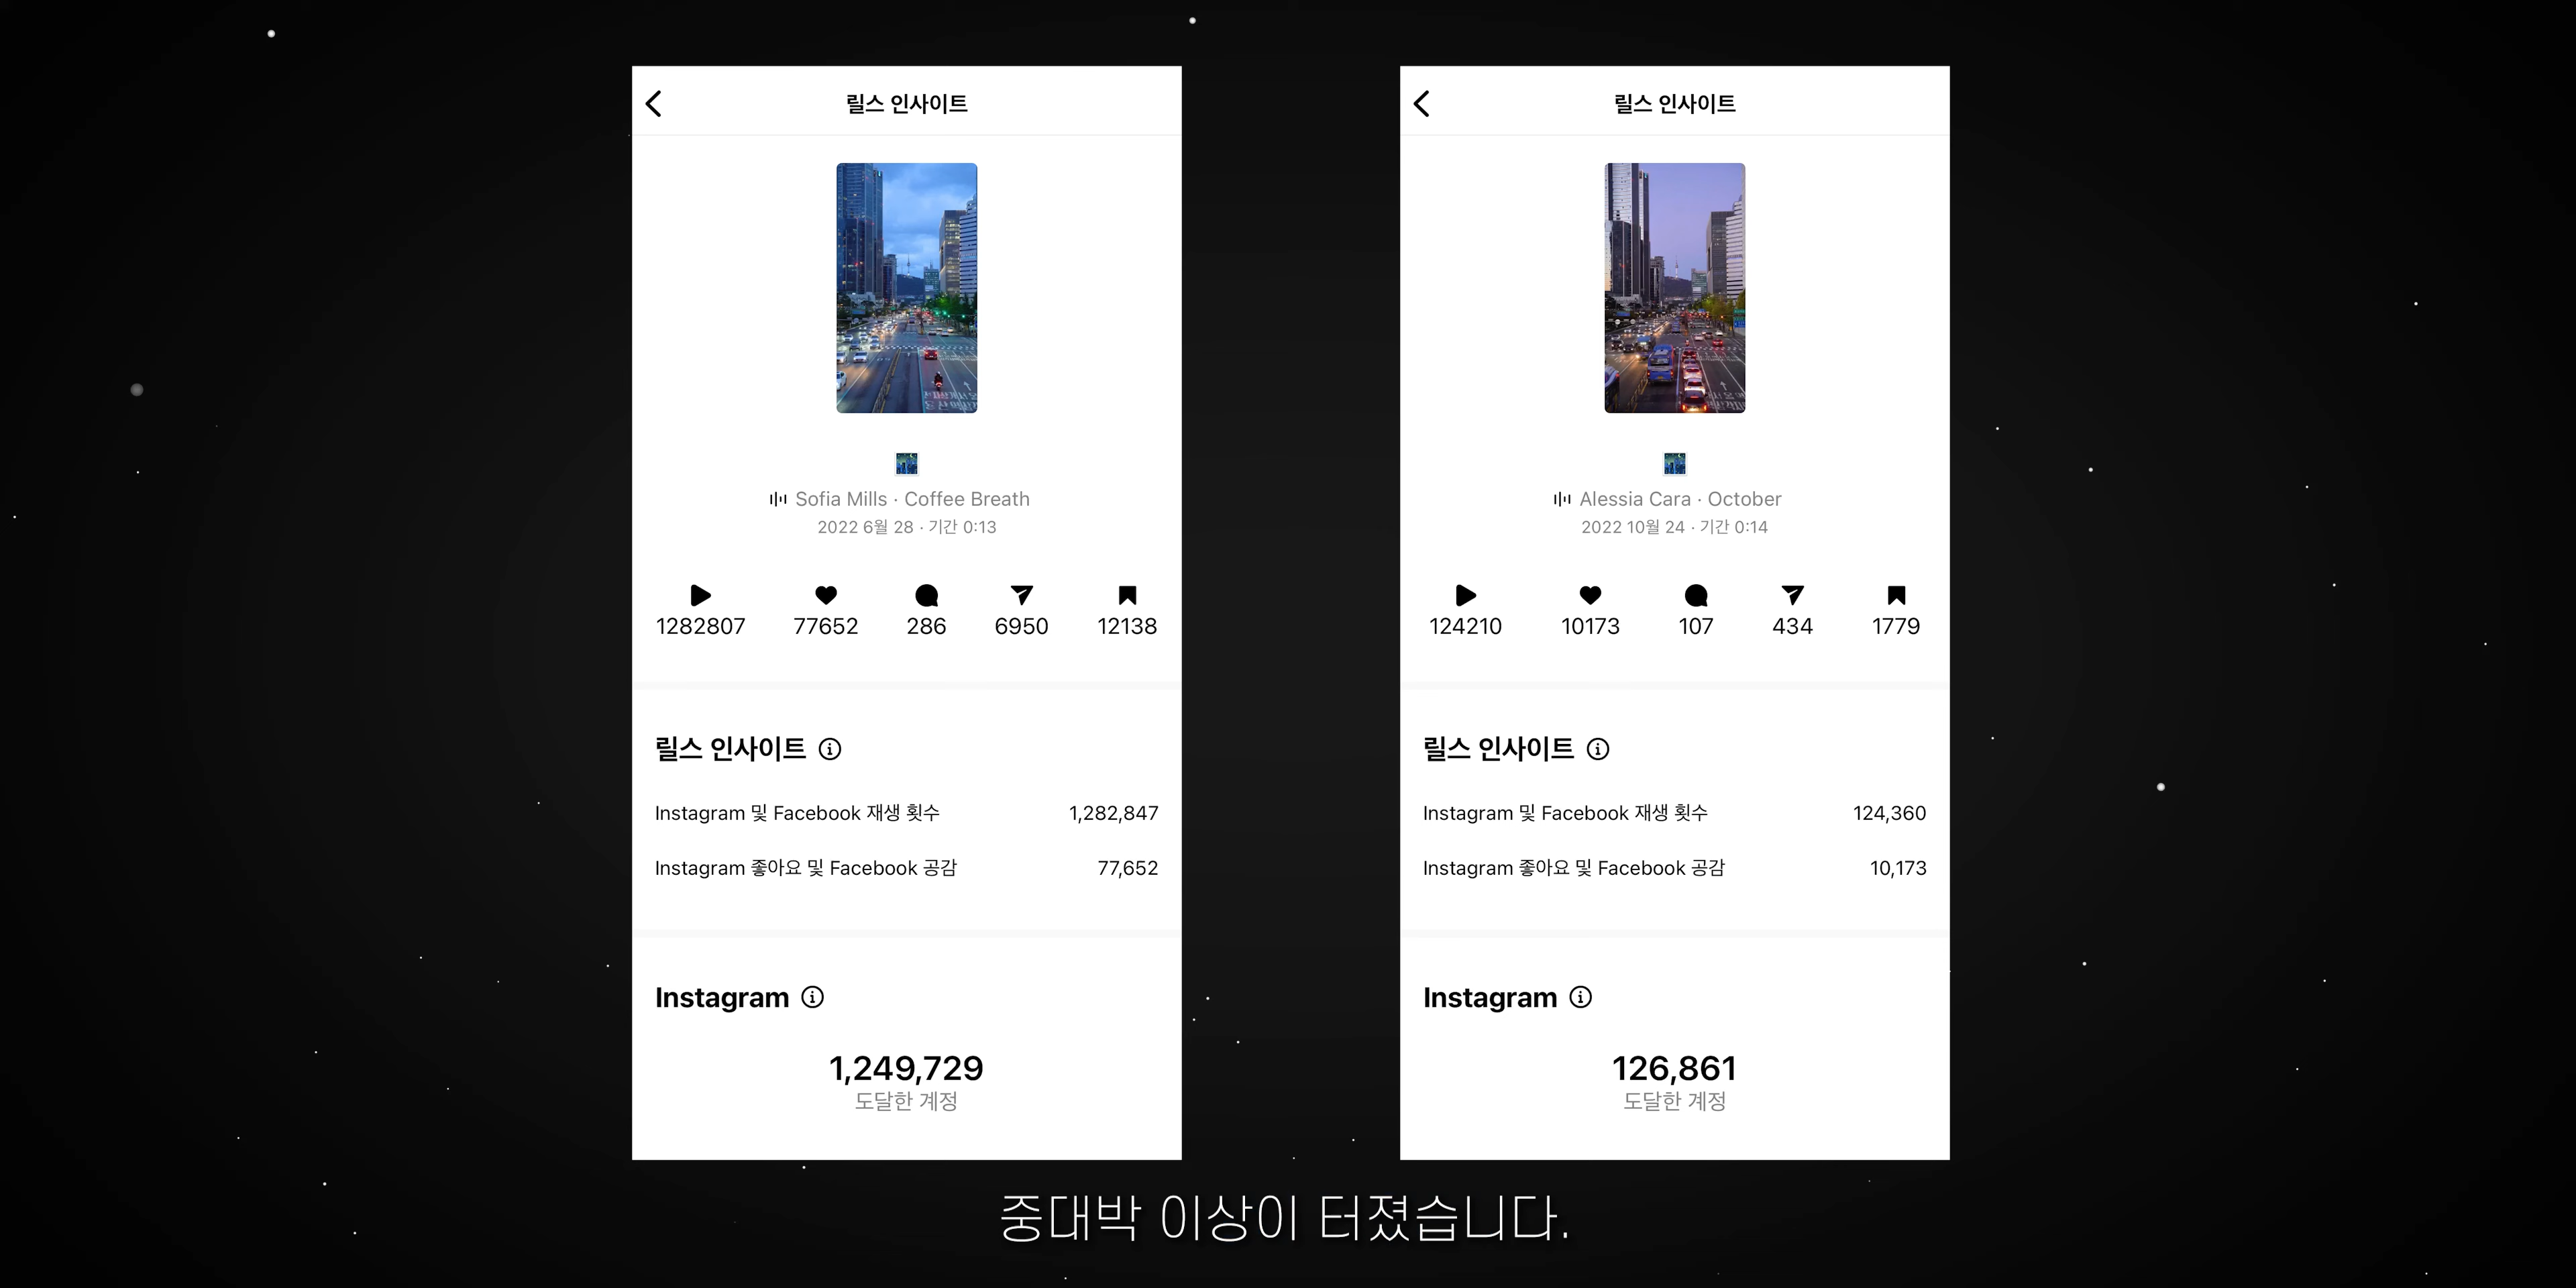 릴스 인사이트
Sofia Mills · Coffee Breath
2022 6월 28 · 기간 0:13
1282807 77652 286 6950 12138
릴스 인사이트
Instagram 및 Facebook 재생 횟수 1,282,847
Instagram 좋아요 및 Facebook 공감 77,652
Instagram
1,249,729
도달한 계정
릴스 인사이트
Alessia Cara · October
2022 10월 24 · 기간 0:14
124210 10173 107 434 1779
릴스 인사이트
Instagram 및 Facebook 재생 횟수 124,360
Instagram 좋아요 및 Facebook 공감 10,173
Instagram
126,861
도달한 계정
중대박 이상이 터졌습니다.